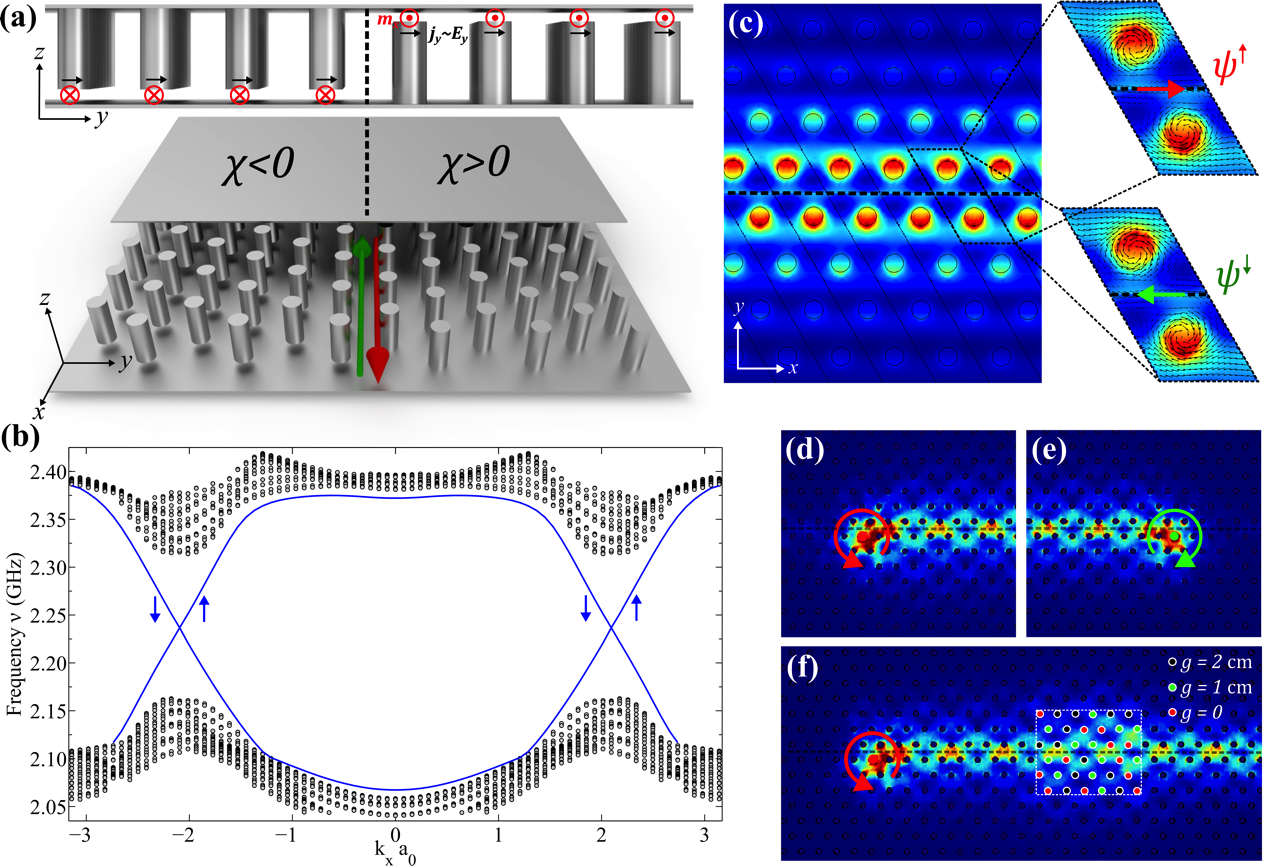 (a)
m
j_y~E_y
z
y
χ<0
χ>0
z
y
x
(c)
y
x
ψ↑
ψ↓
(b)
Frequency ν (GHz)
2.40
2.35
2.30
2.25
2.20
2.15
2.10
2.05
−3
−2
−1
0
1
2
3
k_x a_0
(d)
(e)
(f)
g = 2 cm
g = 1 cm
g = 0